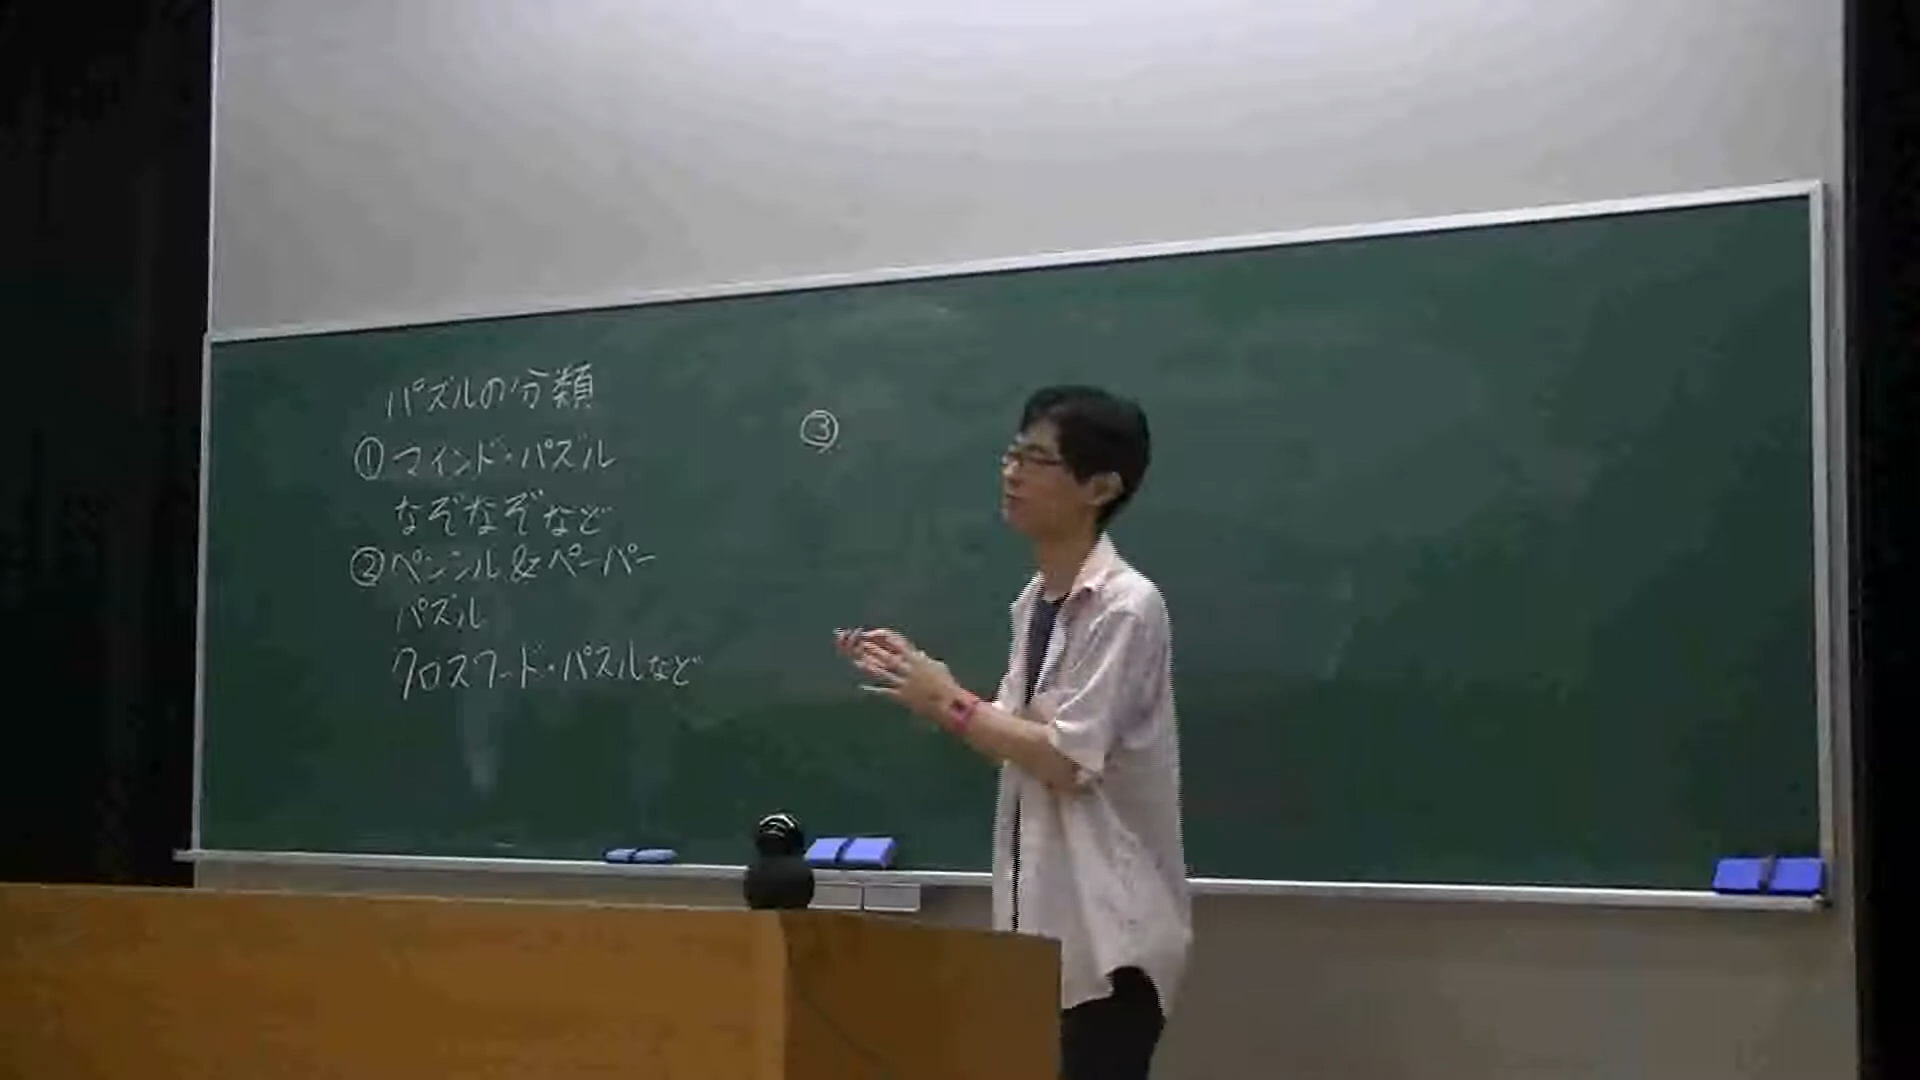 パズルの分類
①マインド・パズル
なぞなぞなど
②ペンシル&ペーパー
パズル
クロスワード・パズルなど
③